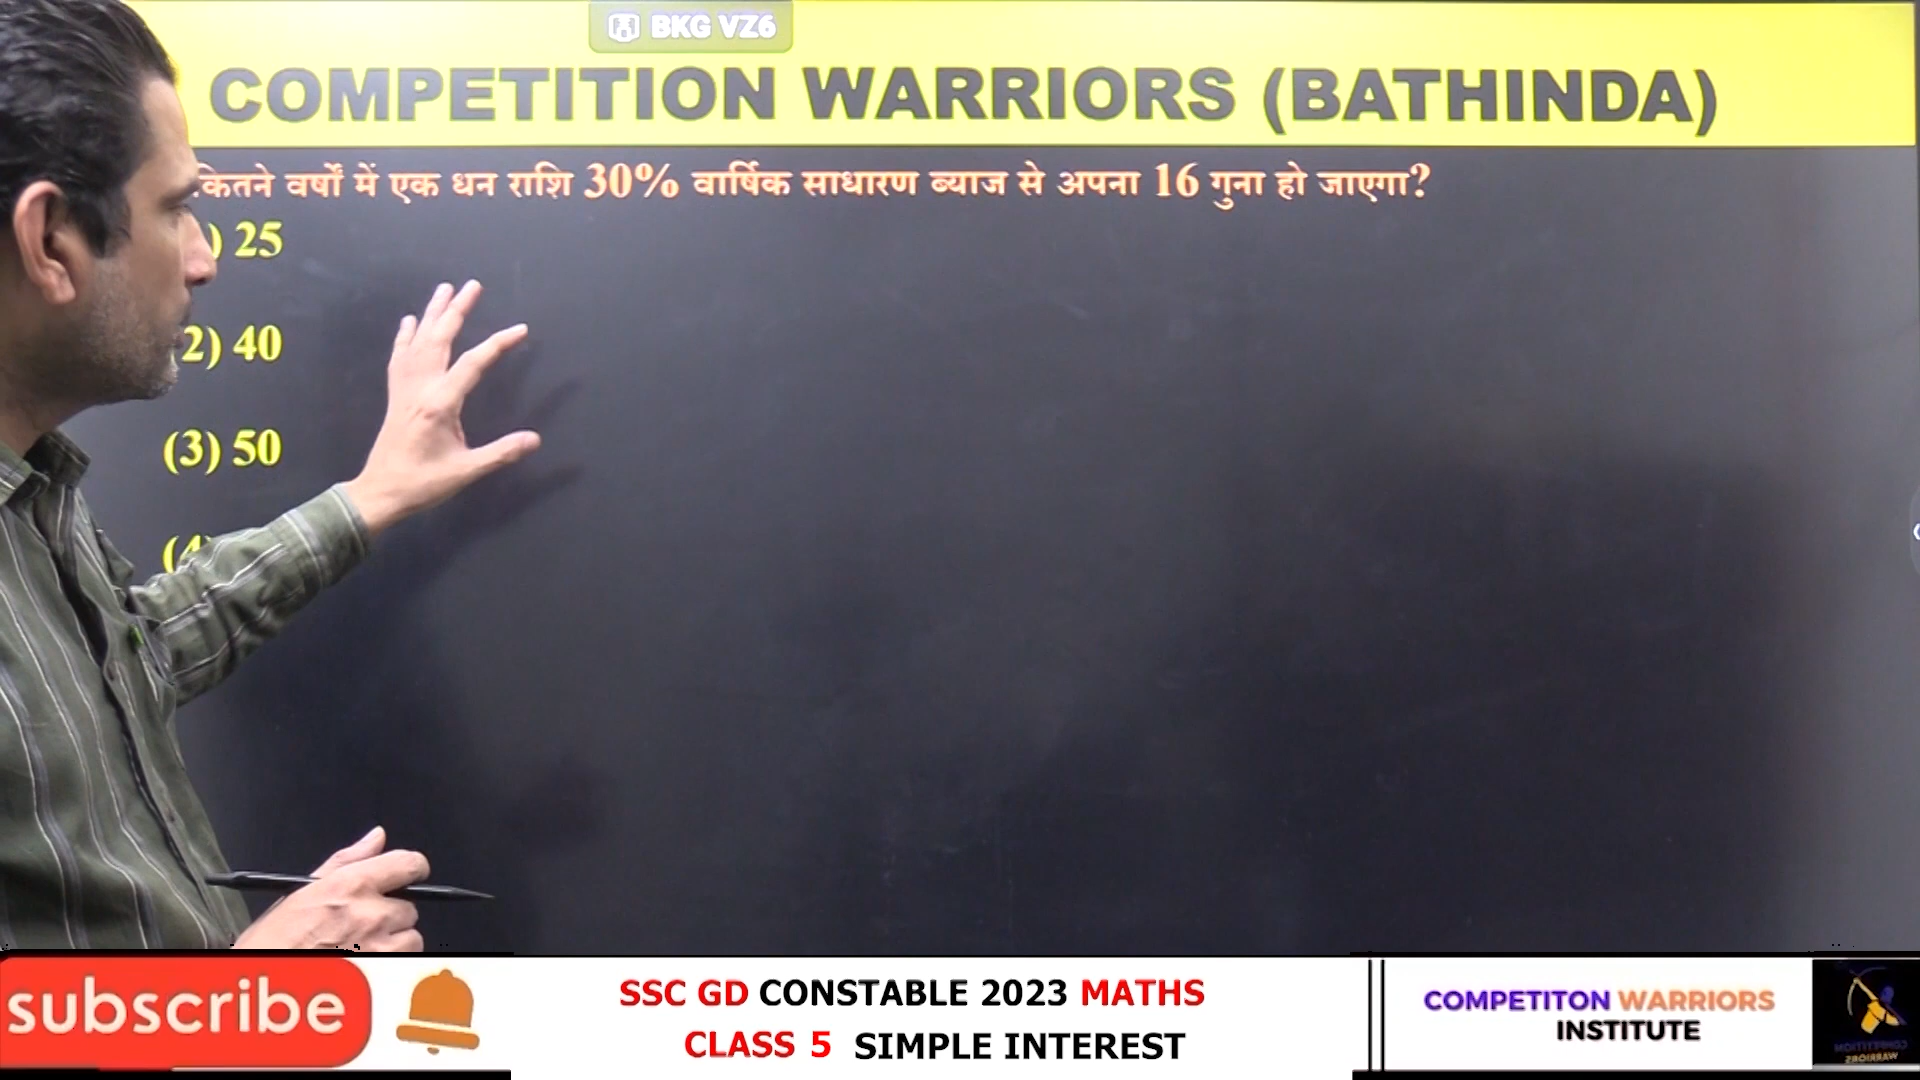 BKG VZ6
COMPETITION WARRIORS (BATHINDA)
कितने वर्षों में एक धन राशि 30% वार्षिक साधारण ब्याज से अपना 16 गुना हो जाएगा?
) 25
(2) 40
(3) 50
(4)
subscribe
SSC GD CONSTABLE 2023 MATHS
CLASS 5 SIMPLE INTEREST
COMPETITON WARRIORS
INSTITUTE